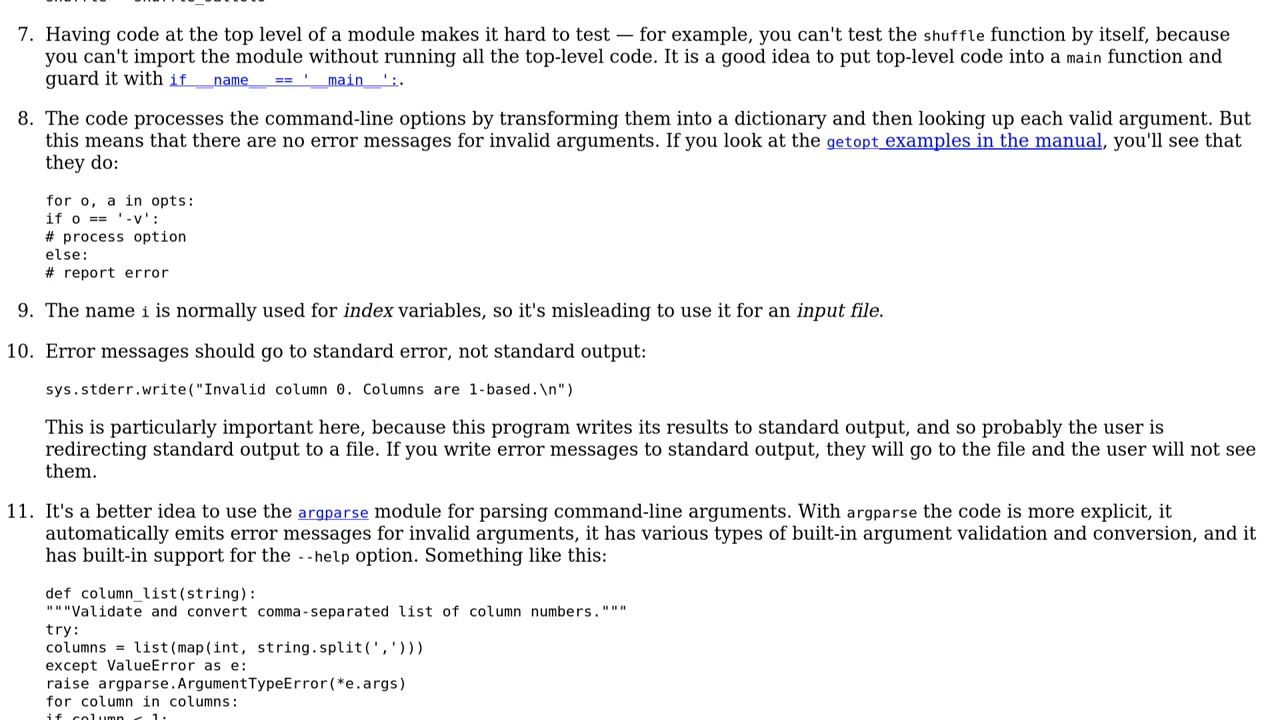 7. Having code at the top level of a module makes it hard to test — for example, you can't test the shuffle function by itself, because
you can't import the module without running all the top-level code. It is a good idea to put top-level code into a main function and
guard it with if __name__ == '__main__':.
8. The code processes the command-line options by transforming them into a dictionary and then looking up each valid argument. But
this means that there are no error messages for invalid arguments. If you look at the getopt examples in the manual, you'll see that
they do:
for o, a in opts:
if o == '-v':
# process option
else:
# report error
9. The name i is normally used for index variables, so it's misleading to use it for an input file.
10. Error messages should go to standard error, not standard output:
sys.stderr.write("Invalid column 0. Columns are 1-based.\n")
This is particularly important here, because this program writes its results to standard output, and so probably the user is
redirecting standard output to a file. If you write error messages to standard output, they will go to the file and the user will not see
them.
11. It's a better idea to use the argparse module for parsing command-line arguments. With argparse the code is more explicit, it
automatically emits error messages for invalid arguments, it has various types of built-in argument validation and conversion, and it
has built-in support for the --help option. Something like this:
def column_list(string):
"""Validate and convert comma-separated list of column numbers."""
try:
columns = list(map(int, string.split(',')))
except ValueError as e:
raise argparse.ArgumentTypeError(*e.args)
for column in columns:
if column < 1: